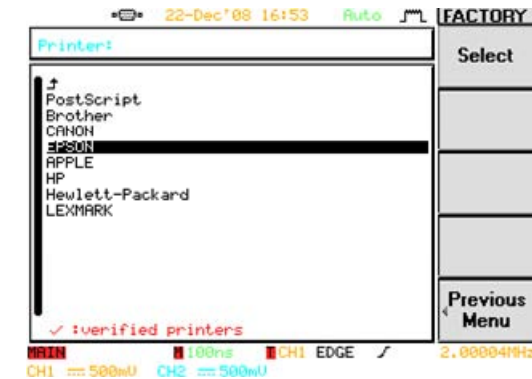 22-Dec'08 16:53 Auto FACTORY
Printer:
Select
PostScript
Brother
CANON
EPSON
APPLE
HP
Hewlett-Packard
LEXMARK
Previous
Menu
✓ :verified printers
MAIN M 100ns T CH1 EDGE 2.00004MHz
CH1 500mV CH2 500mV